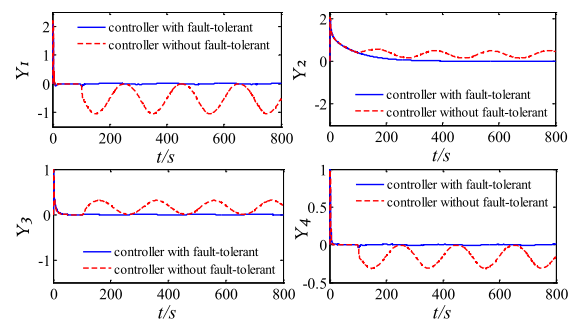 2
1
0
-1
Y1
0 200 400 600 800
t/s
controller with fault-tolerant
controller without fault-tolerant
2
0
-2
Y2
0 200 400 600 800
t/s
controller with fault-tolerant
controller without fault-tolerant
1
0
-1
Y3
0 200 400 600 800
t/s
controller with fault-tolerant
controller without fault-tolerant
1
0.5
0
-0.5
Y4
0 200 400 600 800
t/s
controller with fault-tolerant
controller without fault-tolerant